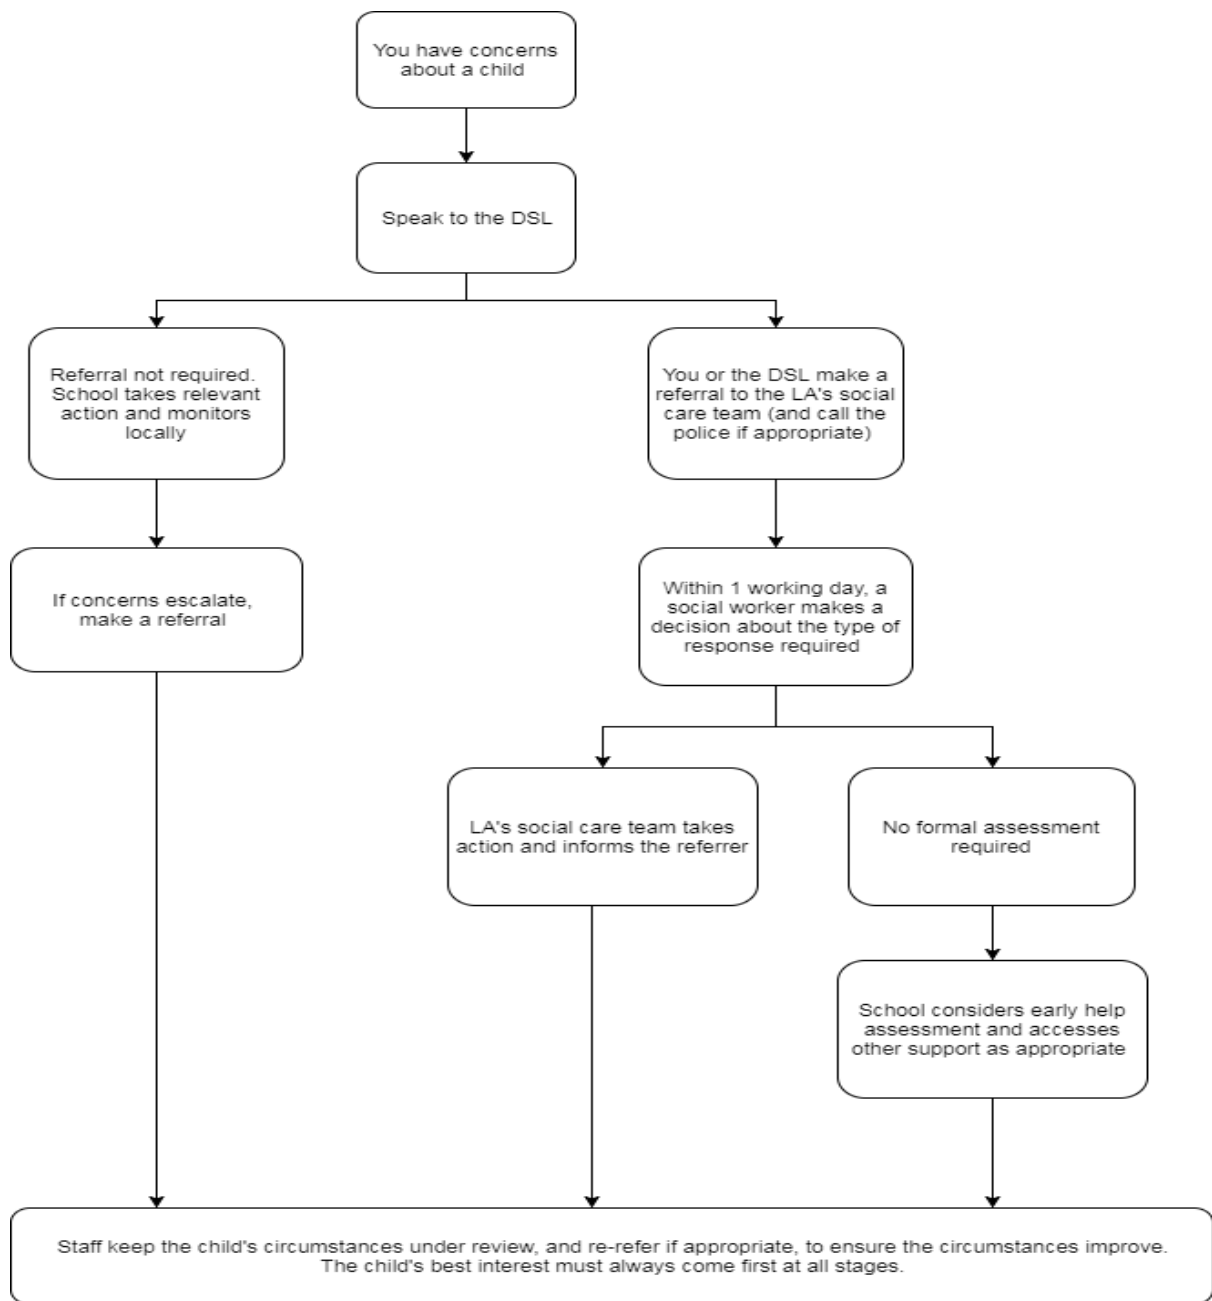 You have concerns
about a child
Speak to the DSL
Referral not required.
School takes relevant
action and monitors
locally
You or the DSL make a
referral to the LA's social
care team (and call the
police if appropriate)
If concerns escalate,
make a referral
Within 1 working day, a
social worker makes a
decision about the type of
response required
LA's social care team takes
action and informs the referrer
No formal assessment
required
School considers early help
assessment and accesses
other support as appropriate
Staff keep the child's circumstances under review, and re-refer if appropriate, to ensure the circumstances improve.
The child's best interest must always come first at all stages.